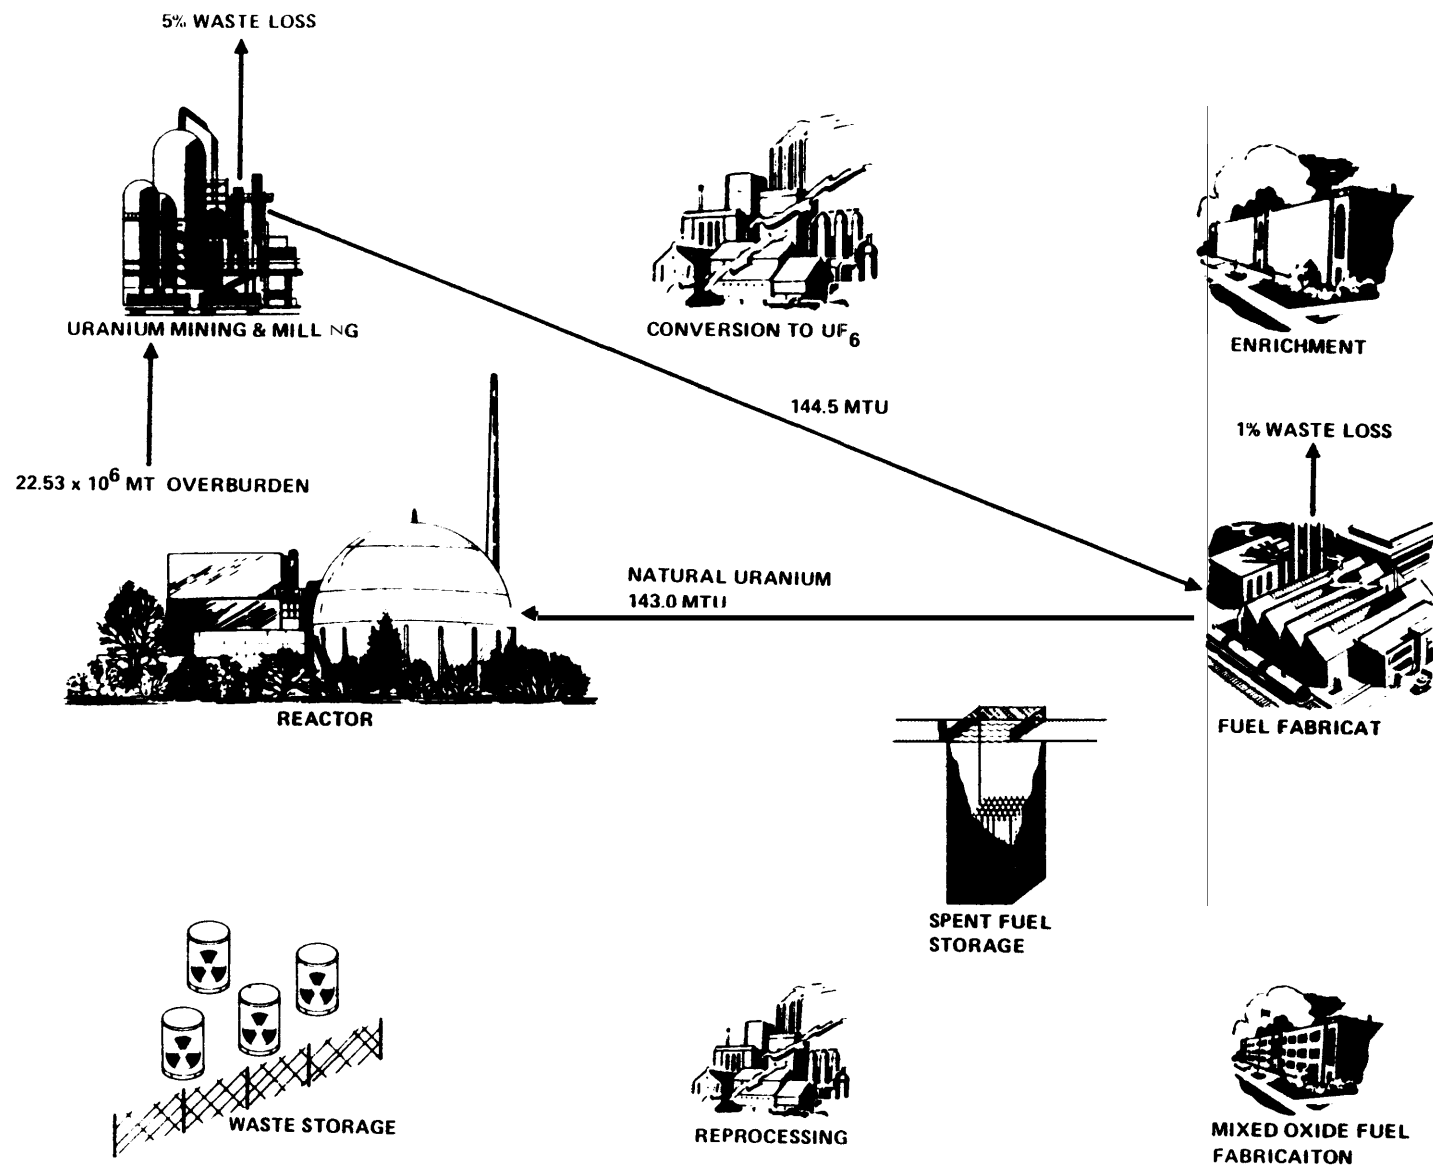 5% WASTE LOSS
URANIUM MINING & MILL NG
CONVERSION TO UF6
ENRICHMENT
144.5 MTU
1% WASTE LOSS
22.53 x 10^6 MT OVERBURDEN
NATURAL URANIUM
143.0 MTU
REACTOR
FUEL FABRICAT
SPENT FUEL
STORAGE
WASTE STORAGE
REPROCESSING
MIXED OXIDE FUEL
FABRICAITON